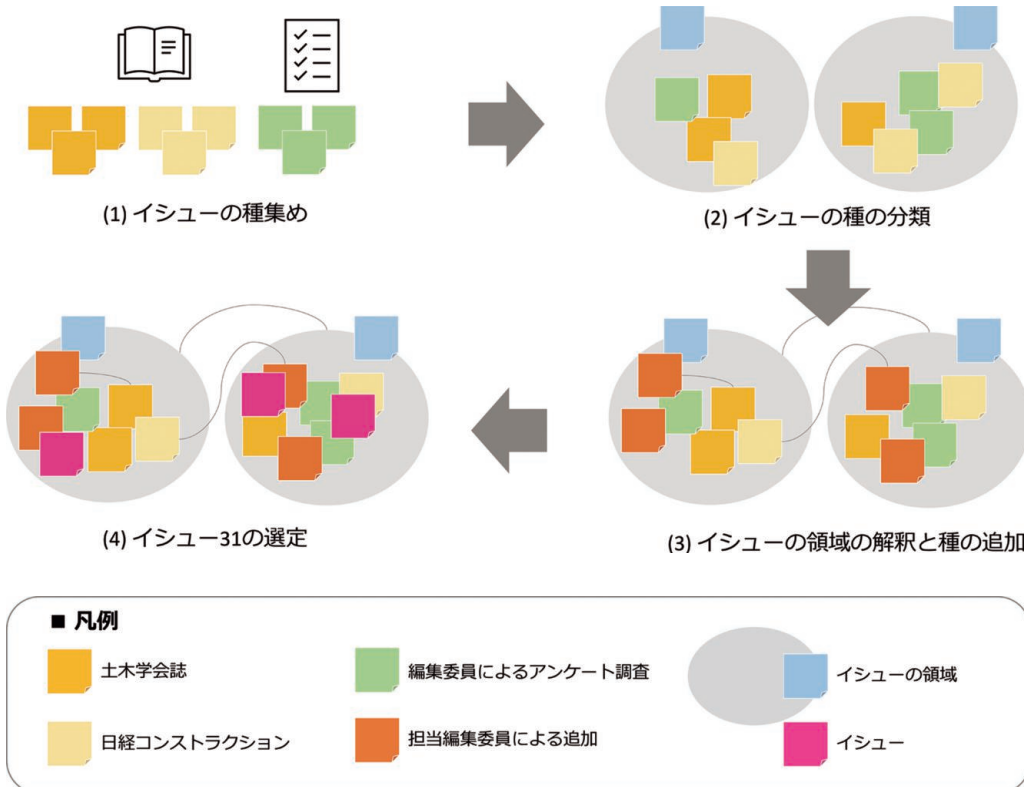 (1) イシューの種集め
(2) イシューの種の分類
(4) イシュー31の選定
(3) イシューの領域の解釈と種の追加
■ 凡例
土木学会誌
編集委員によるアンケート調査
イシューの領域
日経コンストラクション
担当編集委員による追加
イシュー